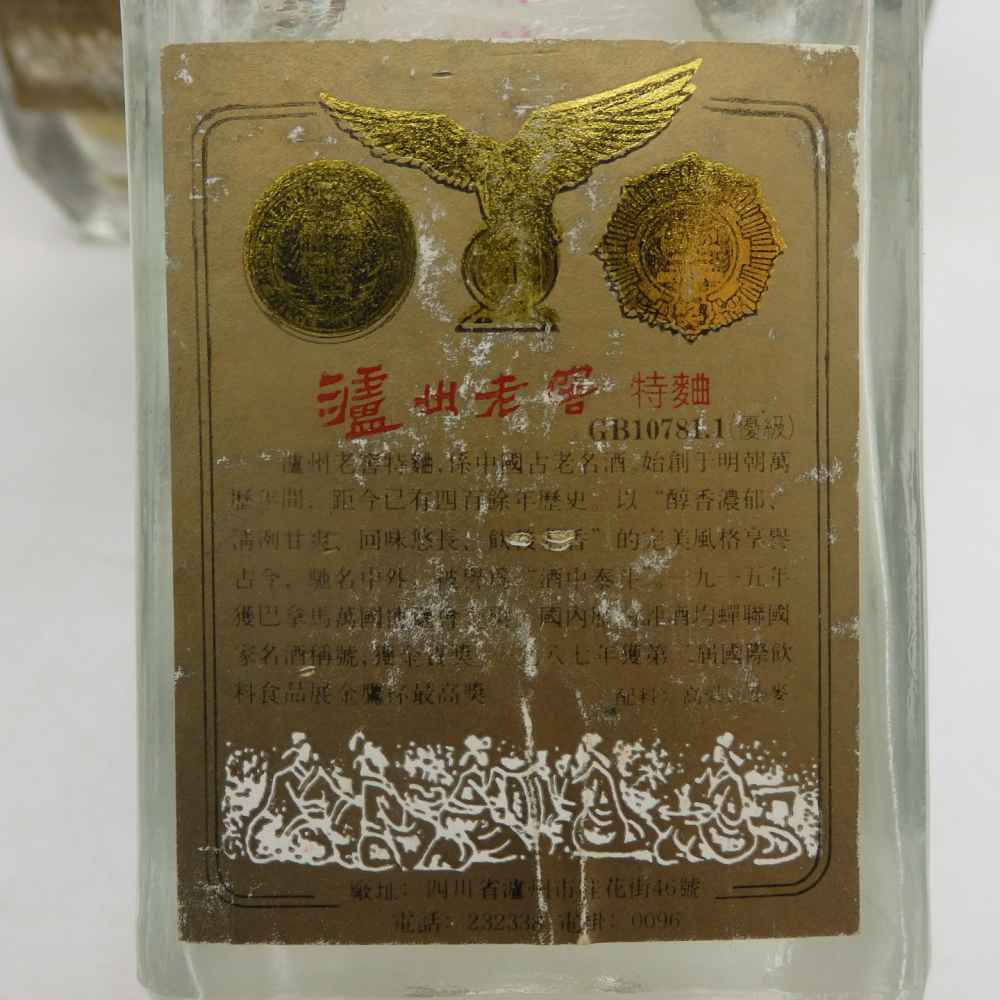 瀘州老窖 特麯
GB10781.1(優級)
瀘州老窖特麯,係中國古老名酒,始創于明朝萬
歷年間,距今已有四百餘年歷史。以“醇香濃郁、
清洌甘爽、回味悠長、飲後尤香”的完美風格享譽
古今,馳名中外,被譽爲“酒中泰斗”。一九一五年
獲巴拿馬萬國博覽會金獎,國內歷屆評酒均蟬聯國
家名酒稱號,獲金質獎。一九八七年獲第二屆國際飲
料食品展金鷹杯最高獎 配料:高粱 小麥
廠址:四川省瀘州市桂花街46號
電話:232338 電掛:0096